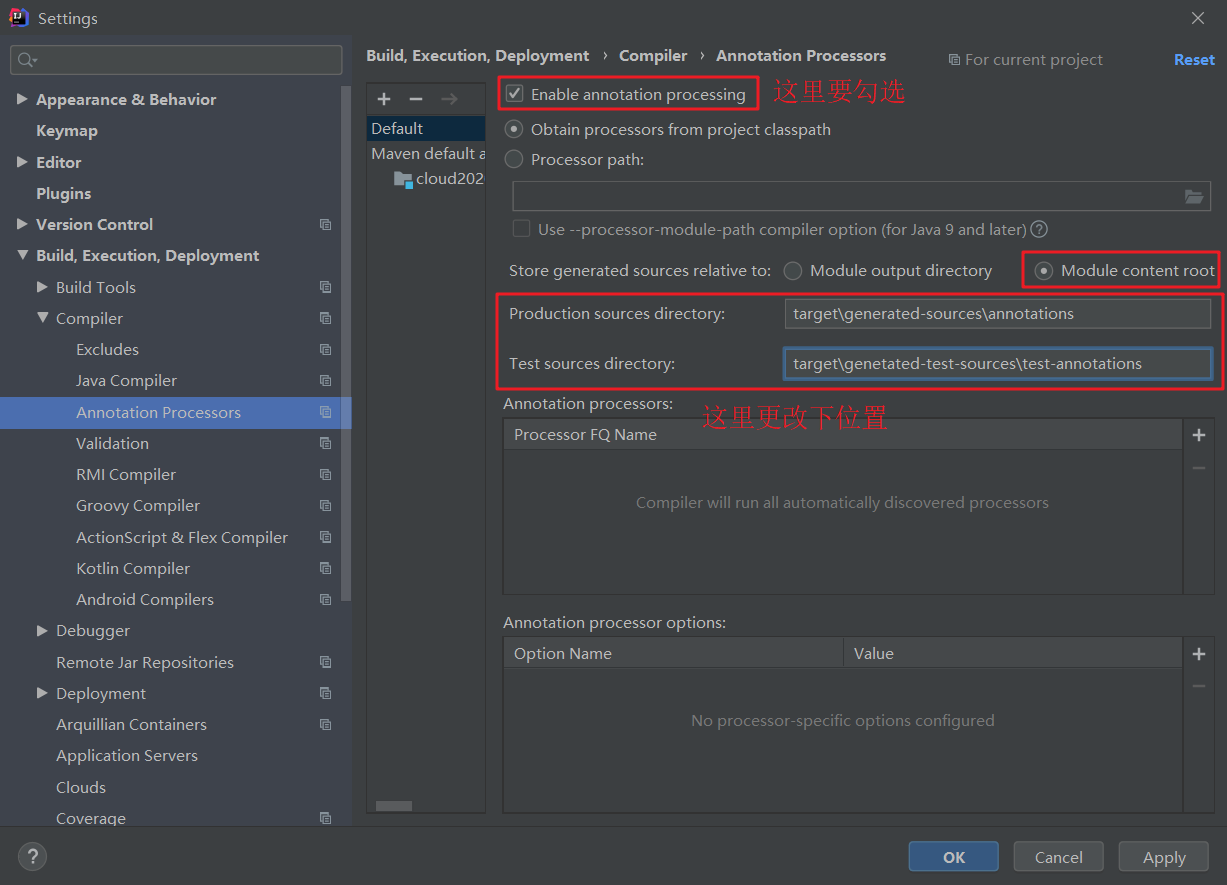 Settings
Appearance & Behavior
Keymap
Editor
Plugins
Version Control
Build, Execution, Deployment
Build Tools
Compiler
Excludes
Java Compiler
Annotation Processors
Validation
RMI Compiler
Groovy Compiler
ActionScript & Flex Compiler
Kotlin Compiler
Android Compilers
Debugger
Remote Jar Repositories
Deployment
Arquillian Containers
Application Servers
Clouds
Coverage
Build, Execution, Deployment › Compiler › Annotation Processors
For current project
Reset
Default
Maven default a
cloud202
Enable annotation processing
这里要勾选
Obtain processors from project classpath
Processor path:
Use --processor-module-path compiler option (for Java 9 and later)
Store generated sources relative to: Module output directory Module content root
Production sources directory: target\generated-sources\annotations
Test sources directory: target\genetated-test-sources\test-annotations
这里更改下位置
Annotation processors:
Processor FQ Name
Compiler will run all automatically discovered processors
Annotation processor options:
Option Name Value
No processor-specific options configured
? OK Cancel Apply